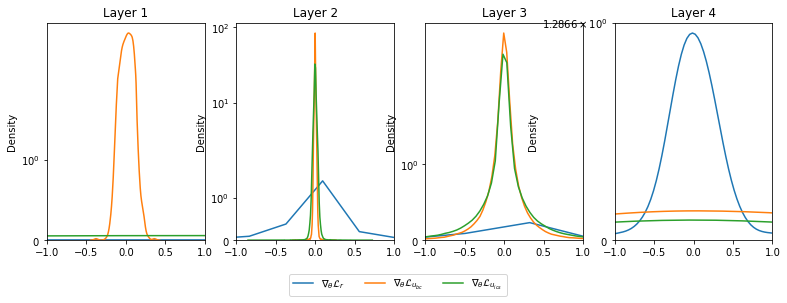 Layer 1 Layer 2 Layer 3 Layer 4
Density Density Density Density
10⁰ 10² 10¹ 10⁰ 10⁰ 1.2866 × 10⁰
0 0 0 0
−1.0 −0.5 0.0 0.5 1.0 −1.0 −0.5 0.0 0.5 1.0 −1.0 −0.5 0.0 0.5 1.0 −1.0 −0.5 0.0 0.5 1.0
∇θℒr ∇θℒu_bc ∇θℒu_ics